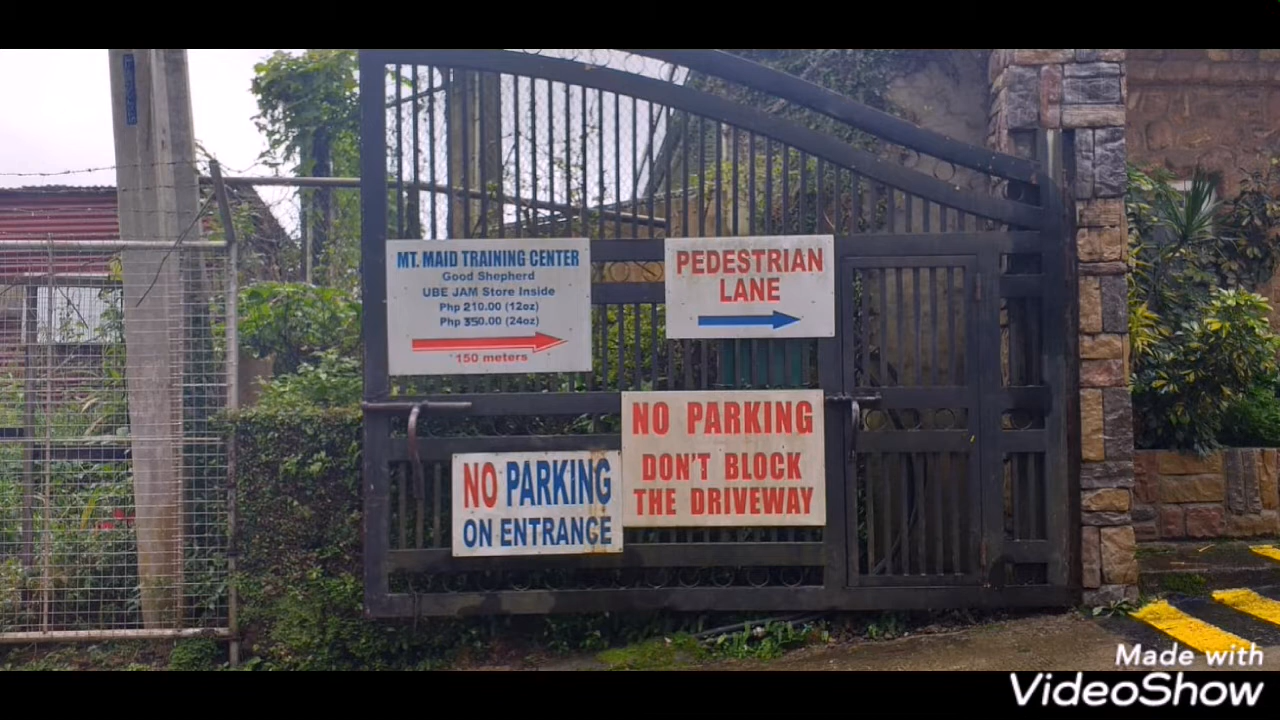 MT. MAID TRAINING CENTER
Good Shepherd
UBE JAM Store Inside
Php 210.00 (12oz)
Php 350.00 (24oz)
150 meters
PEDESTRIAN
LANE
NO PARKING
ON ENTRANCE
NO PARKING
DON'T BLOCK
THE DRIVEWAY
Made with
VideoShow